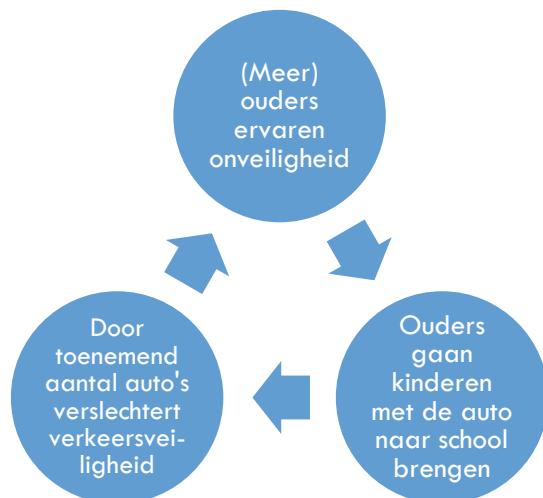 (Meer)
ouders
ervaren
onveiligheid
Ouders
gaan
kinderen
met de auto
naar school
brengen
Door
toenemend
aantal auto's
verslechtert
verkeersvei-
ligheid